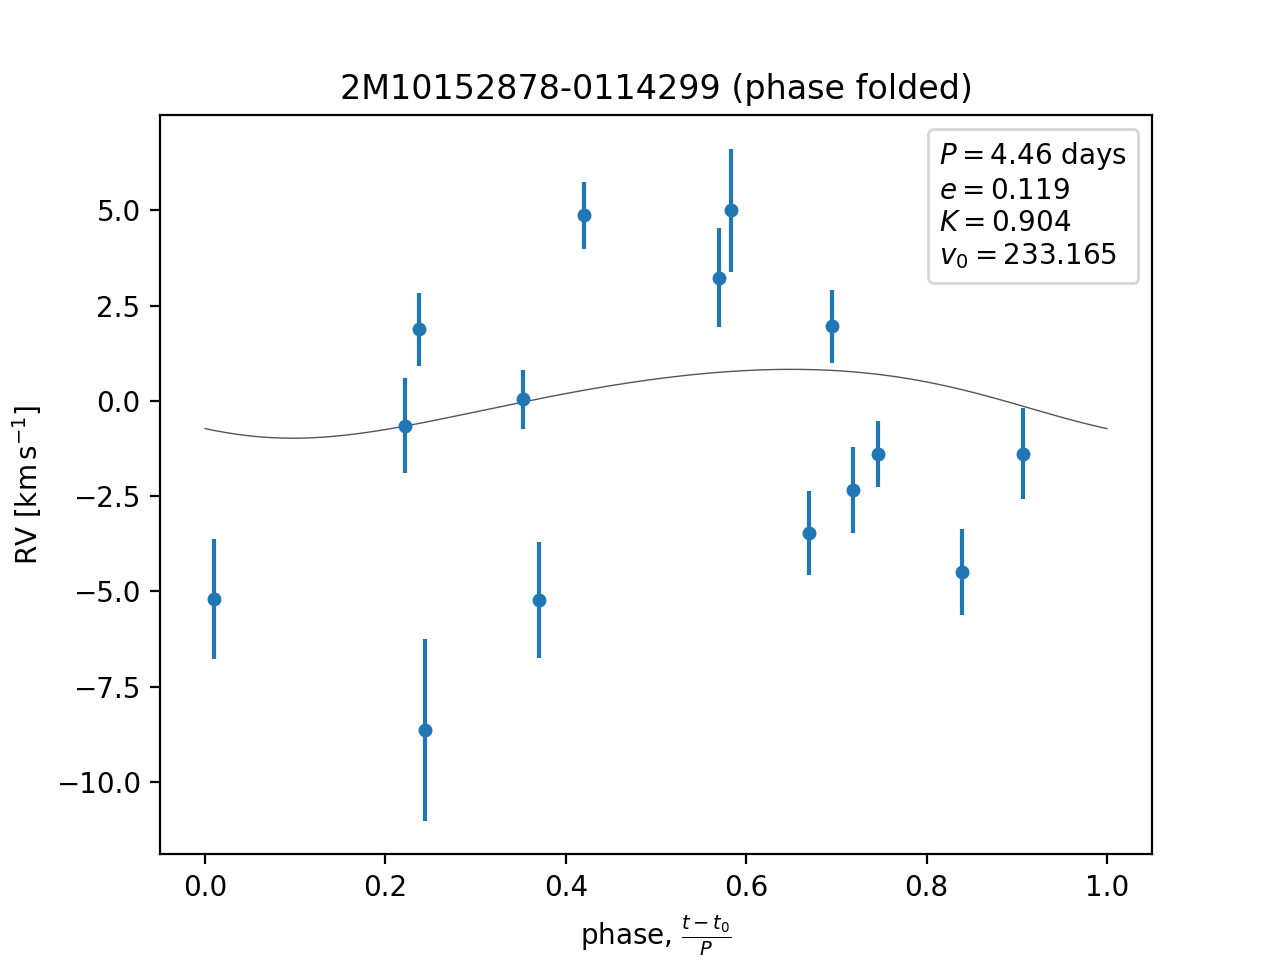 2M10152878-0114299 (phase folded)
P = 4.46 days
e = 0.119
K = 0.904
v₀ = 233.165
5.0
2.5
0.0
−2.5
−5.0
−7.5
−10.0
RV [km s⁻¹]
0.0 0.2 0.4 0.6 0.8 1.0
phase, (t − t₀)/P